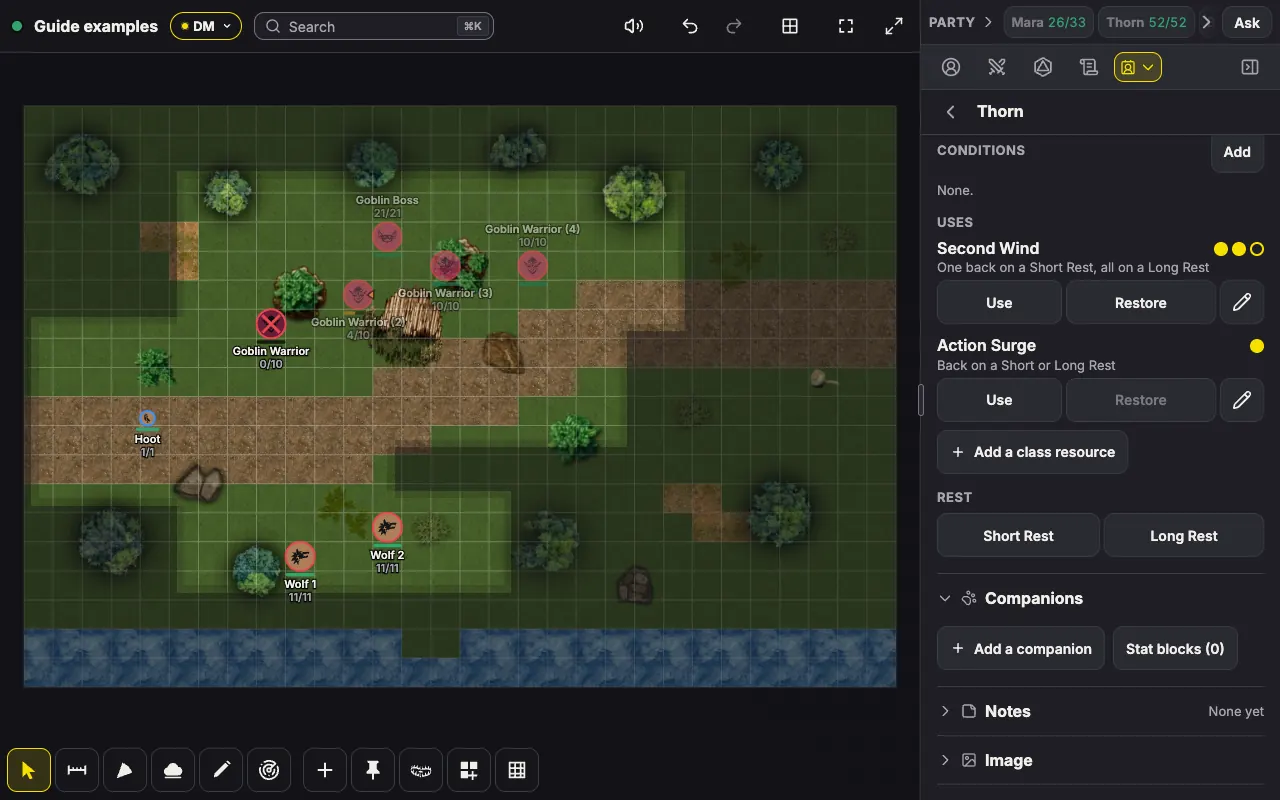 Guide examples
DM
Search
⌘K
PARTY
Mara 26/33
Thorn 52/52
Ask
Thorn
CONDITIONS
Add
None.
USES
Second Wind
One back on a Short Rest, all on a Long Rest
Use
Restore
Action Surge
Back on a Short or Long Rest
Use
Restore
+ Add a class resource
REST
Short Rest
Long Rest
Companions
+ Add a companion
Stat blocks (0)
Notes
None yet
Image
Goblin Boss
21/21
Goblin Warrior (4)
10/10
Goblin Warrior (3)
10/10
Goblin Warrior (2)
4/10
Goblin Warrior
0/10
Hoot
1/1
Wolf 2
11/11
Wolf 1
11/11